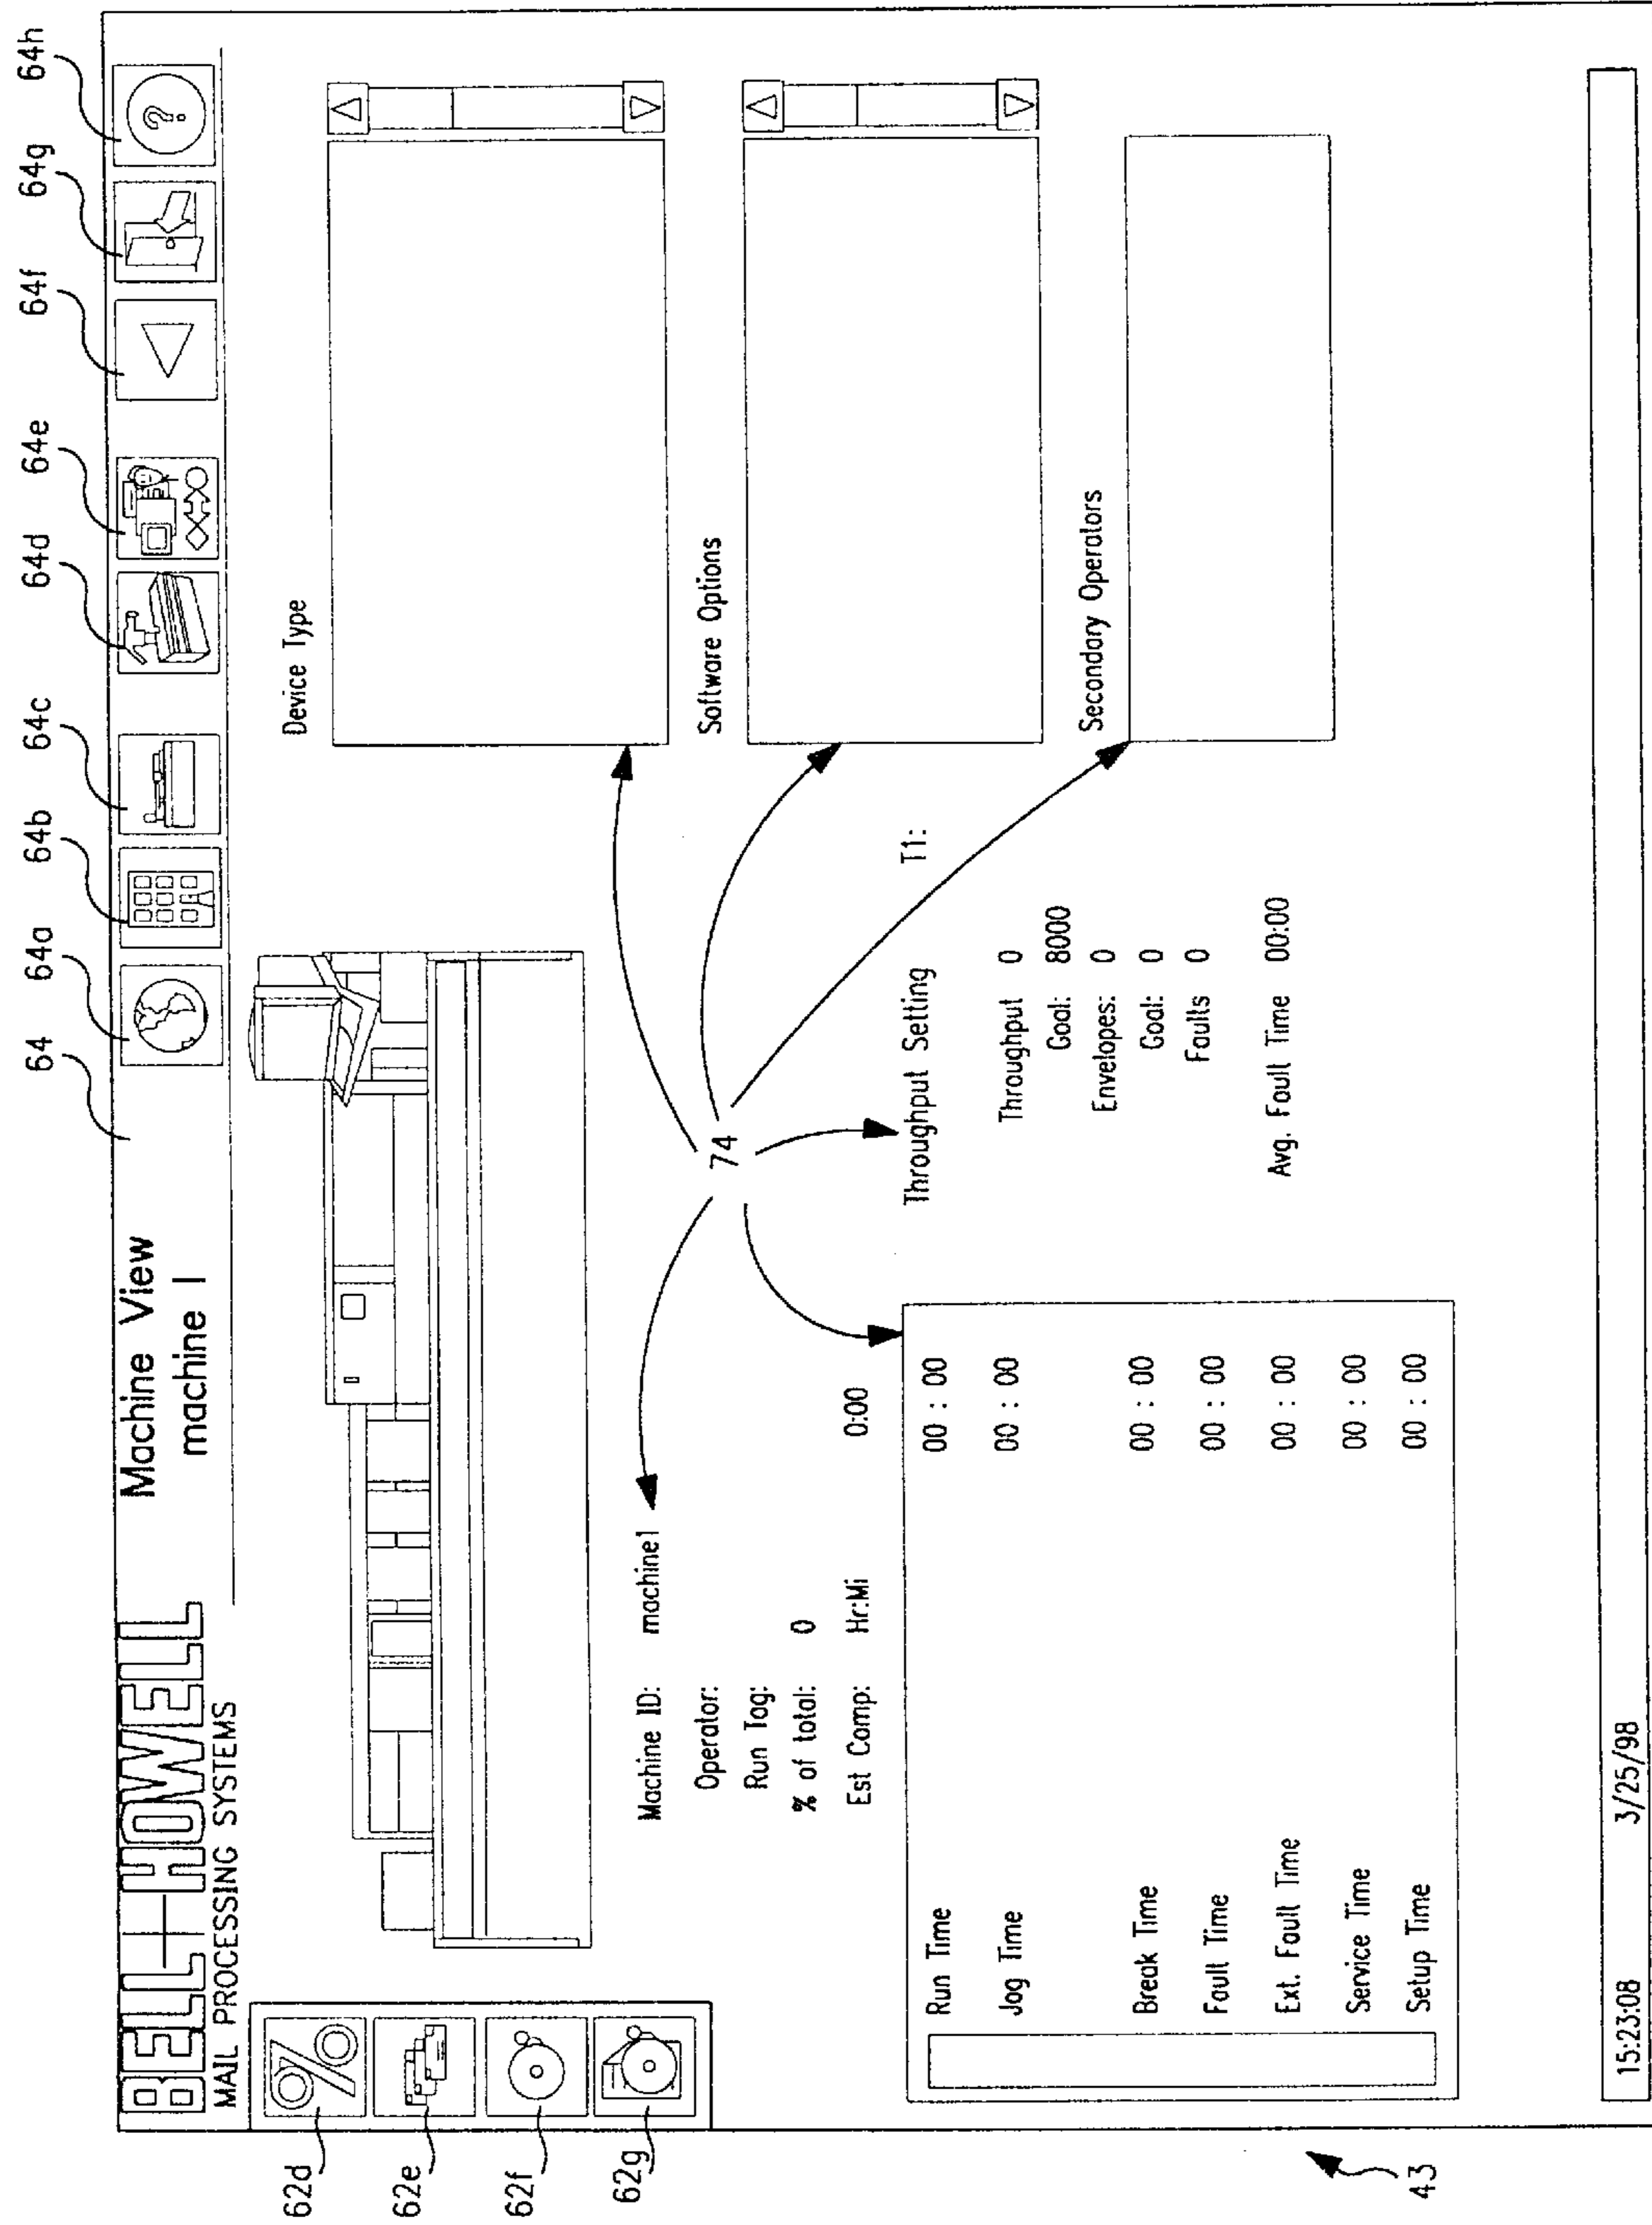 64
64a
64b
64c
64d
64e
64f
64g
64h
BELL+HOWELL
MAIL PROCESSING SYSTEMS
Machine View
machine 1
62d
62e
62f
62g
Device Type
Software Options
Secondary Operators
74
Machine ID: machine1
Operator:
Run Tag:
% of total: 0
Est Comp: Hr:Mi 0:00
Throughput Setting T1:
Throughput 0
Goal: 8000
Envelopes: 0
Goal: 0
Faults 0
Avg. Fault Time 00:00
Run Time 00 : 00
Jog Time 00 : 00
Break Time 00 : 00
Fault Time 00 : 00
Ext. Fault Time 00 : 00
Service Time 00 : 00
Setup Time 00 : 00
43
15:23:08 3/25/98